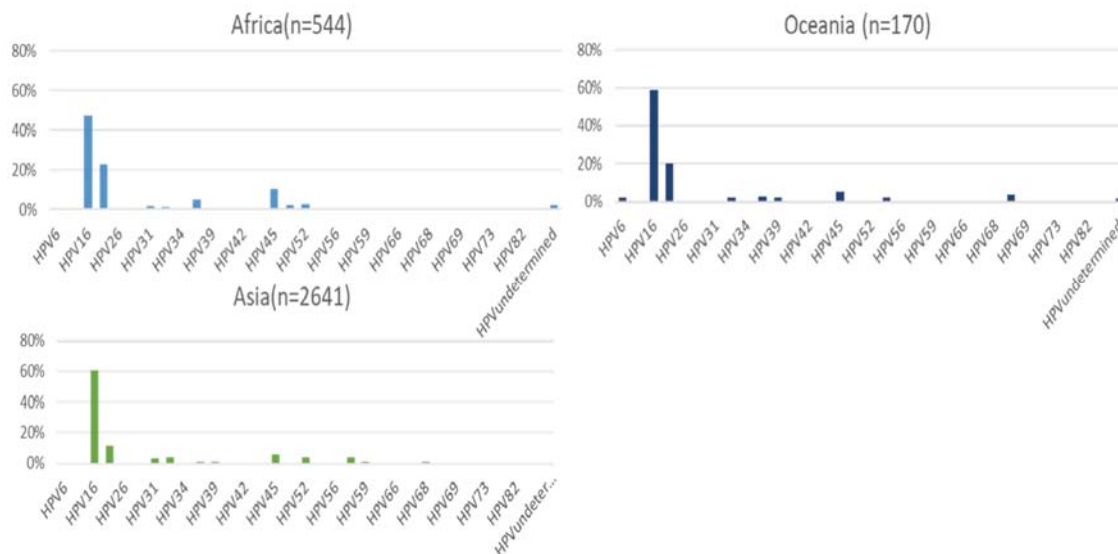 Africa(n=544)
80%
60%
40%
20%
0%
HPV6
HPV16
HPV26
HPV31
HPV34
HPV39
HPV42
HPV45
HPV52
HPV56
HPV59
HPV66
HPV68
HPV69
HPV73
HPV82
HPVundetermined
Oceania (n=170)
80%
60%
40%
20%
0%
HPV6
HPV16
HPV26
HPV31
HPV34
HPV39
HPV42
HPV45
HPV52
HPV56
HPV59
HPV66
HPV68
HPV69
HPV73
HPV82
HPVundetermined
Asia(n=2641)
80%
60%
40%
20%
0%
HPV6
HPV16
HPV26
HPV31
HPV34
HPV39
HPV42
HPV45
HPV52
HPV56
HPV59
HPV66
HPV68
HPV69
HPV73
HPV82
HPVundeter...